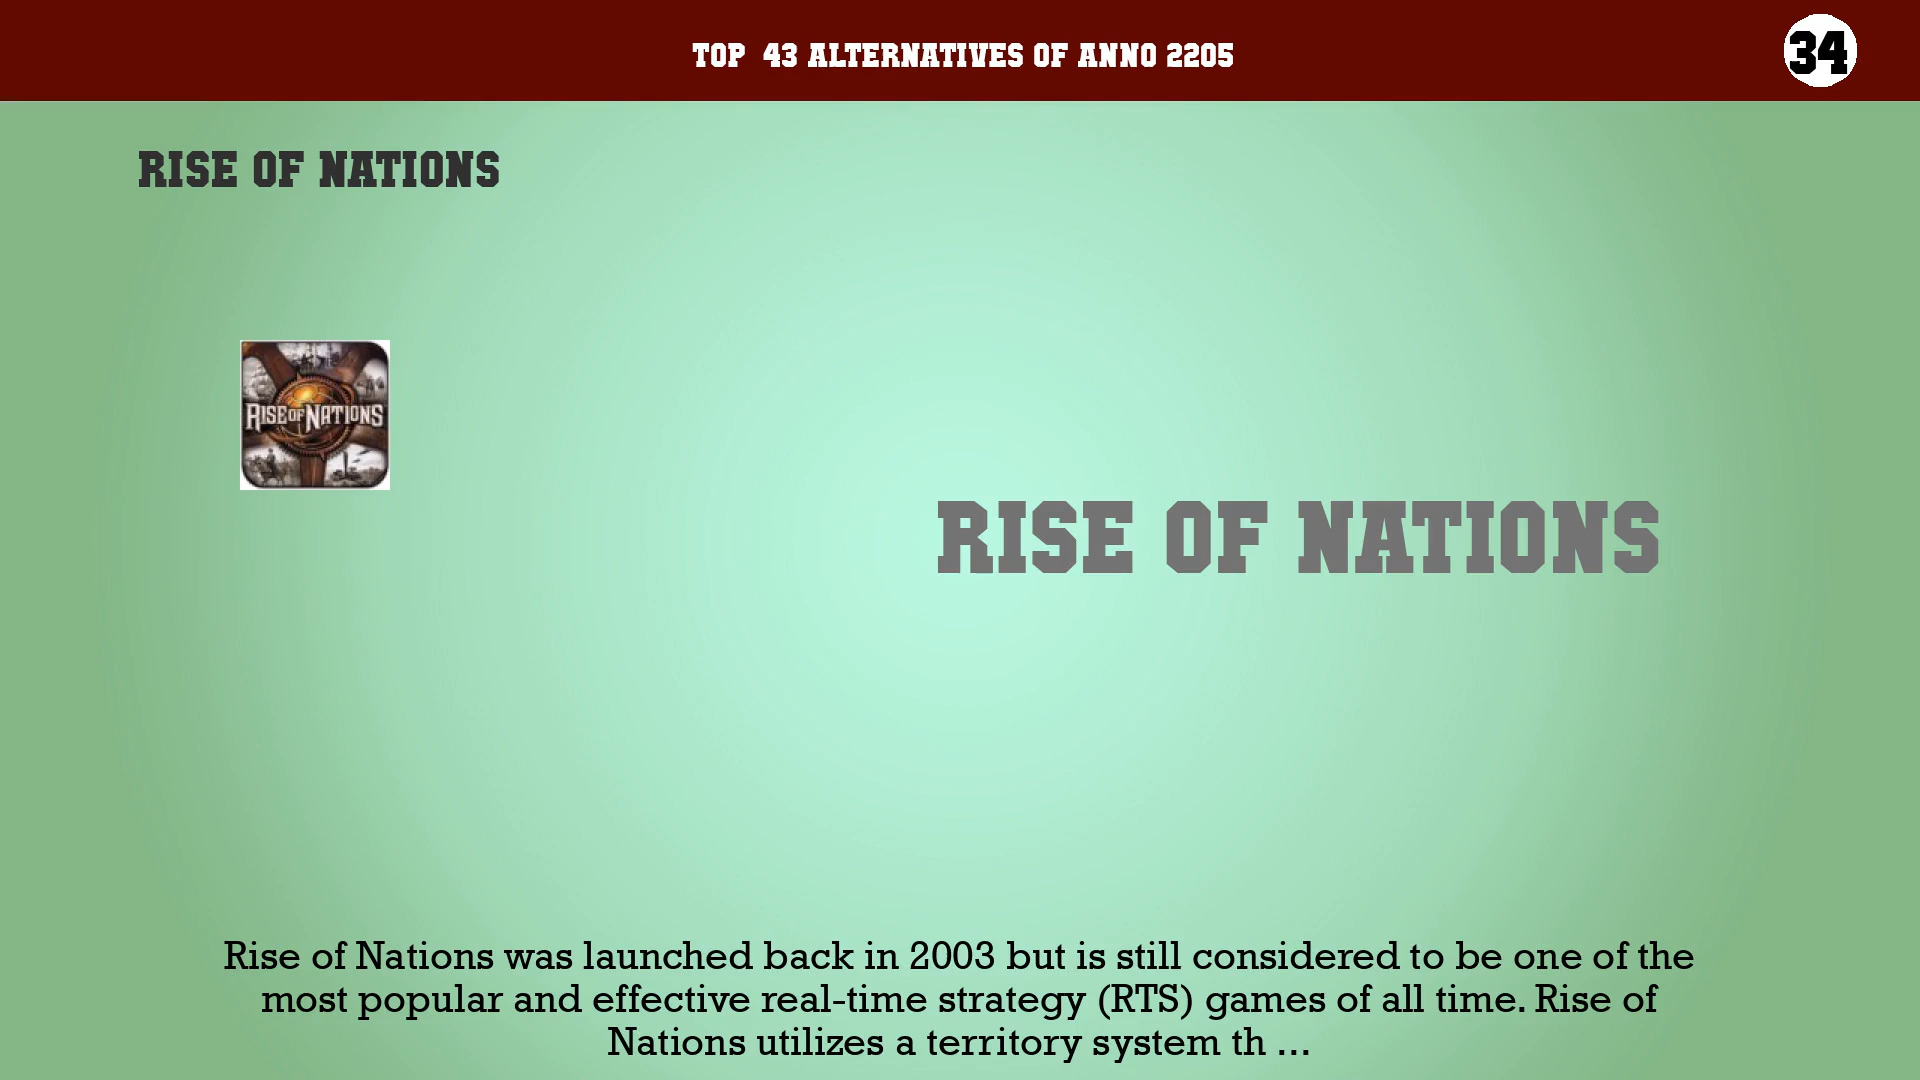 TOP 43 ALTERNATIVES OF ANNO 2205
34
RISE OF NATIONS
RISE OF NATIONS
RISE OF NATIONS
Rise of Nations was launched back in 2003 but is still considered to be one of the
most popular and effective real-time strategy (RTS) games of all time. Rise of
Nations utilizes a territory system th ...